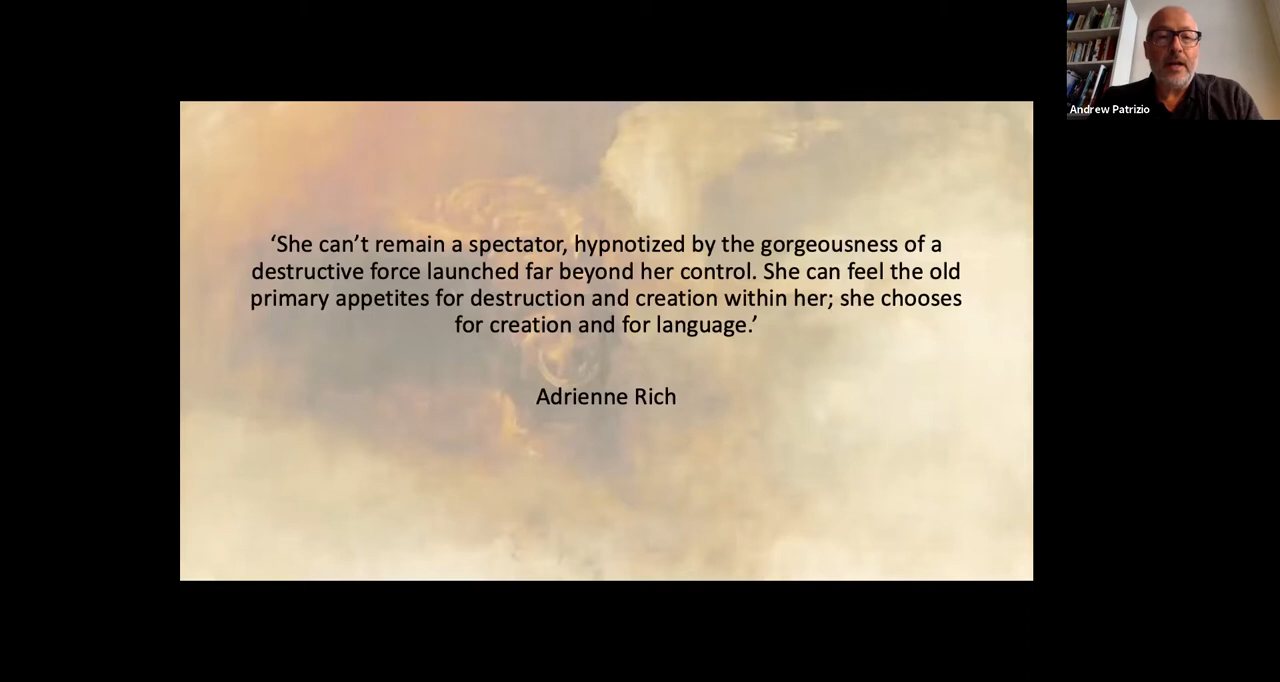 Andrew Patrizio
‘She can’t remain a spectator, hypnotized by the gorgeousness of a
destructive force launched far beyond her control. She can feel the old
primary appetites for destruction and creation within her; she chooses
for creation and for language.’
Adrienne Rich